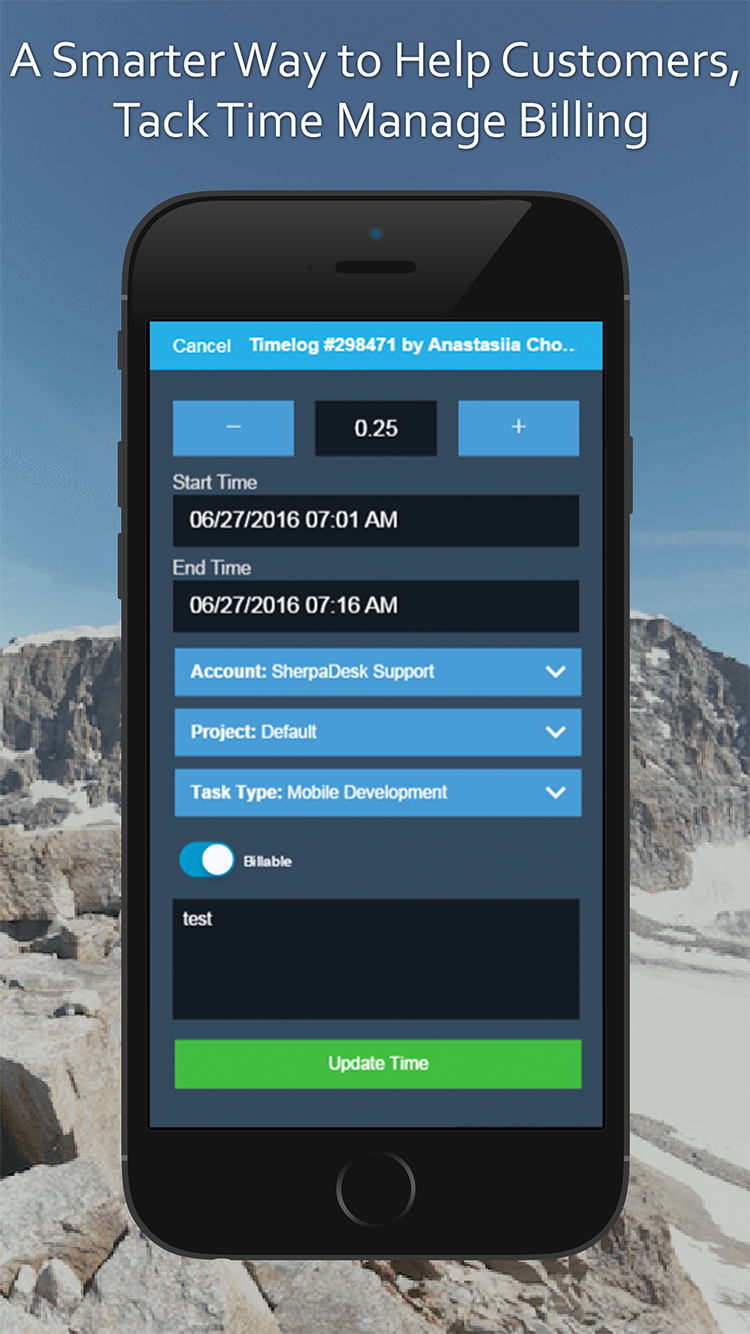 A Smarter Way to Help Customers,
Tack Time Manage Billing
Cancel Timelog #298471 by Anastasiia Cho...
− 0.25 +
Start Time
06/27/2016 07:01 AM
End Time
06/27/2016 07:16 AM
Account: SherpaDesk Support
Project: Default
Task Type: Mobile Development
Billable
test
Update Time